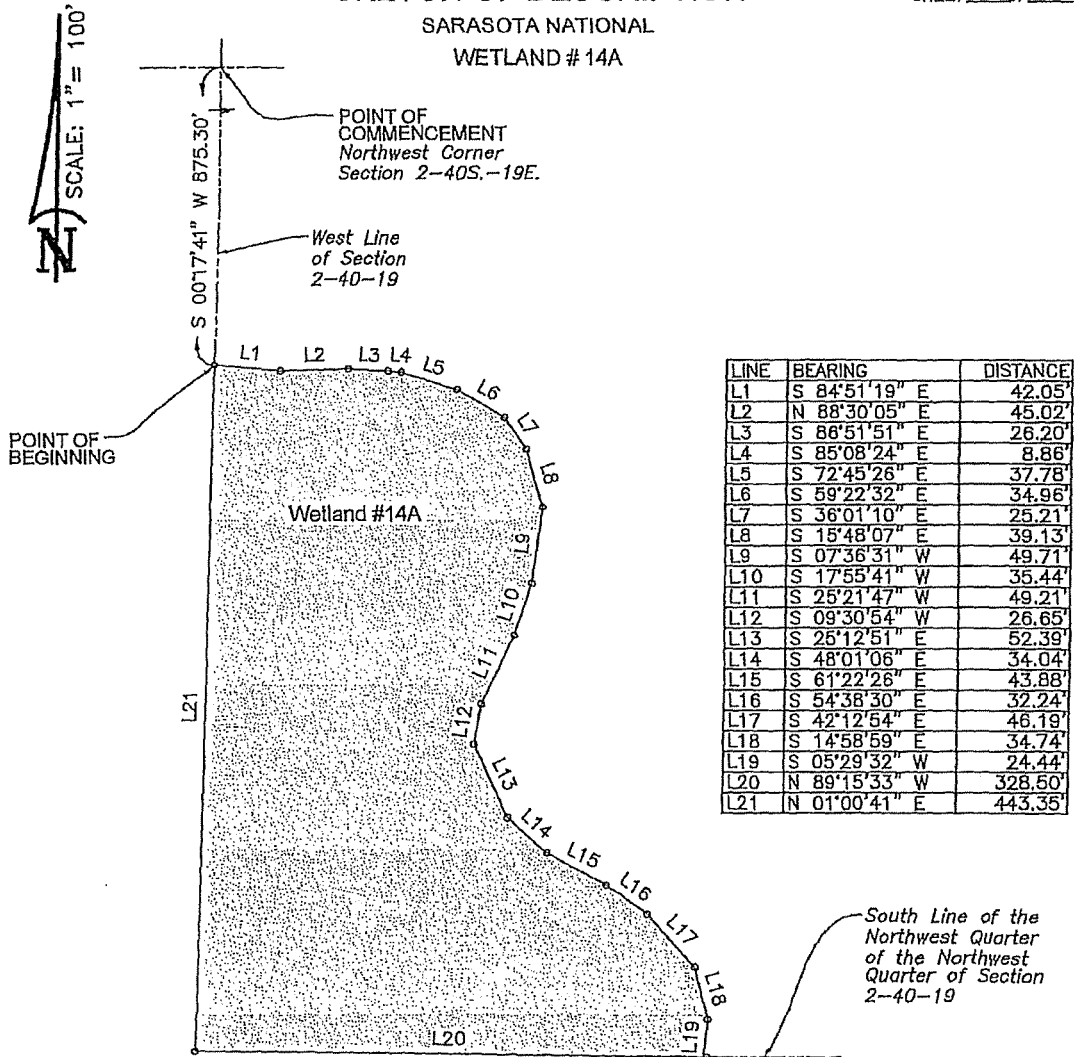 SARASOTA NATIONAL
WETLAND # 14A
SCALE: 1"= 100'
N
POINT OF
COMMENCEMENT
Northwest Corner
Section 2-40S.-19E.
S 00°17'41" W 875.30'
West Line
of Section
2-40-19
L1 L2 L3 L4 L5 L6 L7 L8 L9 L10 L11 L12 L13 L14 L15 L16 L17 L18 L19 L20 L21
POINT OF
BEGINNING
Wetland #14A
LINE BEARING DISTANCE
L1 S 84°51'19" E 42.05'
L2 N 88°30'05" E 45.02'
L3 S 86°51'51" E 26.20'
L4 S 85°08'24" E 8.86'
L5 S 72°45'26" E 37.78'
L6 S 59°22'32" E 34.96'
L7 S 36°01'10" E 25.21'
L8 S 15°48'07" E 39.13'
L9 S 07°36'31" W 49.71'
L10 S 17°55'41" W 35.44'
L11 S 25°21'47" W 49.21'
L12 S 09°30'54" W 26.65'
L13 S 25°12'51" E 52.39'
L14 S 48°01'06" E 34.04'
L15 S 61°22'26" E 43.88'
L16 S 54°38'30" E 32.24'
L17 S 42°12'54" E 46.19'
L18 S 14°58'59" E 34.74'
L19 S 05°29'32" W 24.44'
L20 N 89°15'33" W 328.50'
L21 N 01°00'41" E 443.35'
South Line of the
Northwest Quarter
of the Northwest
Quarter of Section
2-40-19